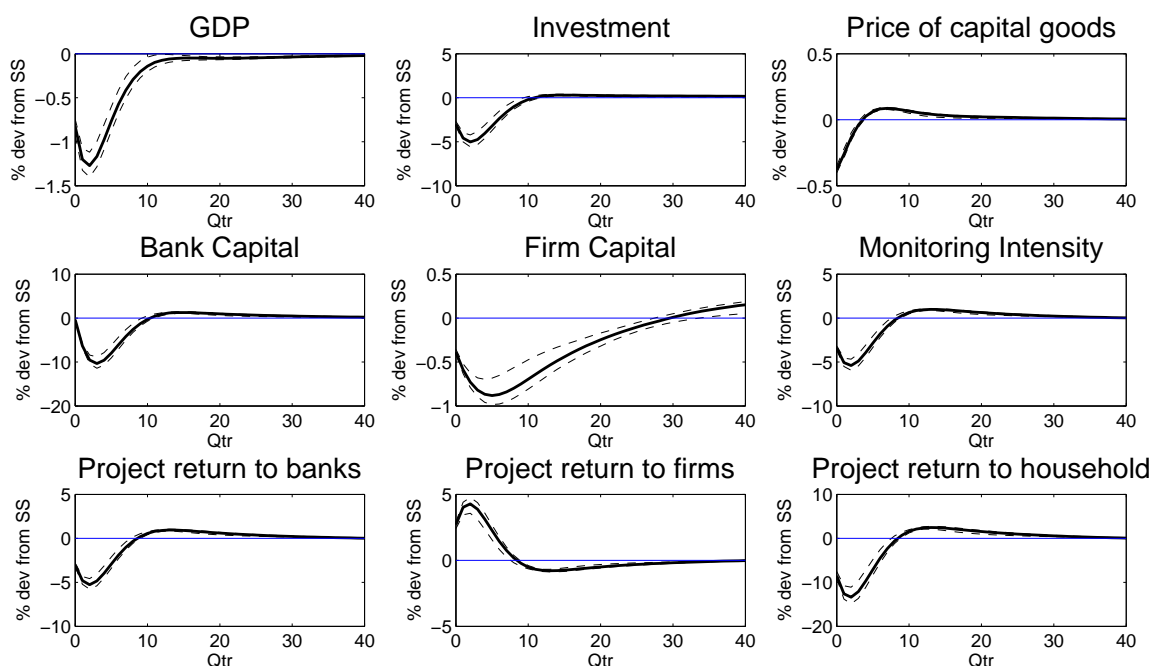 GDP
% dev from SS
0
−0.5
−1
−1.5
0 10 20 30 40
Qtr
Investment
% dev from SS
5
0
−5
−10
0 10 20 30 40
Qtr
Price of capital goods
% dev from SS
0.5
0
−0.5
0 10 20 30 40
Qtr
Bank Capital
% dev from SS
10
0
−10
−20
0 10 20 30 40
Qtr
Firm Capital
% dev from SS
0.5
0
−0.5
−1
0 10 20 30 40
Qtr
Monitoring Intensity
% dev from SS
5
0
−5
−10
0 10 20 30 40
Qtr
Project return to banks
% dev from SS
5
0
−5
−10
0 10 20 30 40
Qtr
Project return to firms
% dev from SS
5
0
−5
0 10 20 30 40
Qtr
Project return to household
% dev from SS
10
0
−10
−20
0 10 20 30 40
Qtr